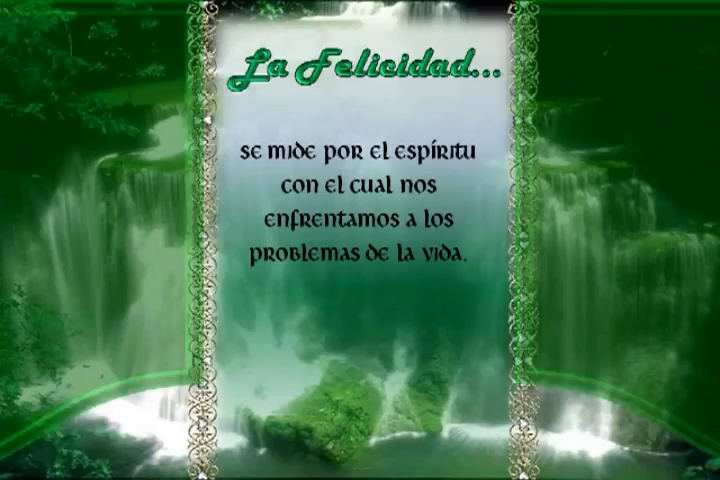 La Felicidad...
se mide por el espíritu
con el cual nos
enfrentamos a los
problemas de la vida.